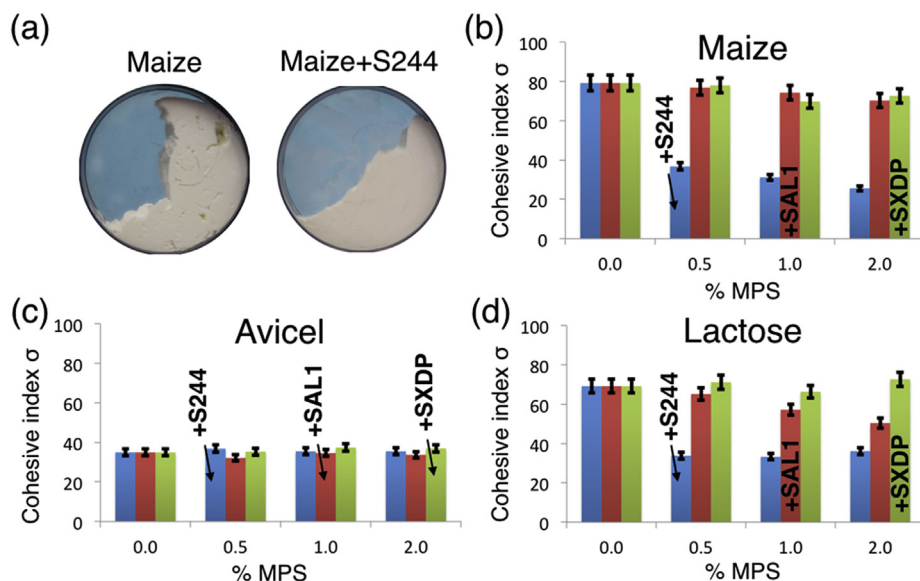 (a)
Maize
Maize+S244
(b)
Maize
Cohesive index σ
100
80
60
40
20
0
+S244
+SAL1
+SXDP
0.0 0.5 1.0 2.0
% MPS
(c)
Avicel
Cohesive index σ
100
80
60
40
20
0
+S244
+SAL1
+SXDP
0.0 0.5 1.0 2.0
% MPS
(d)
Lactose
Cohesive index σ
100
80
60
40
20
0
+S244
+SAL1
+SXDP
0.0 0.5 1.0 2.0
% MPS